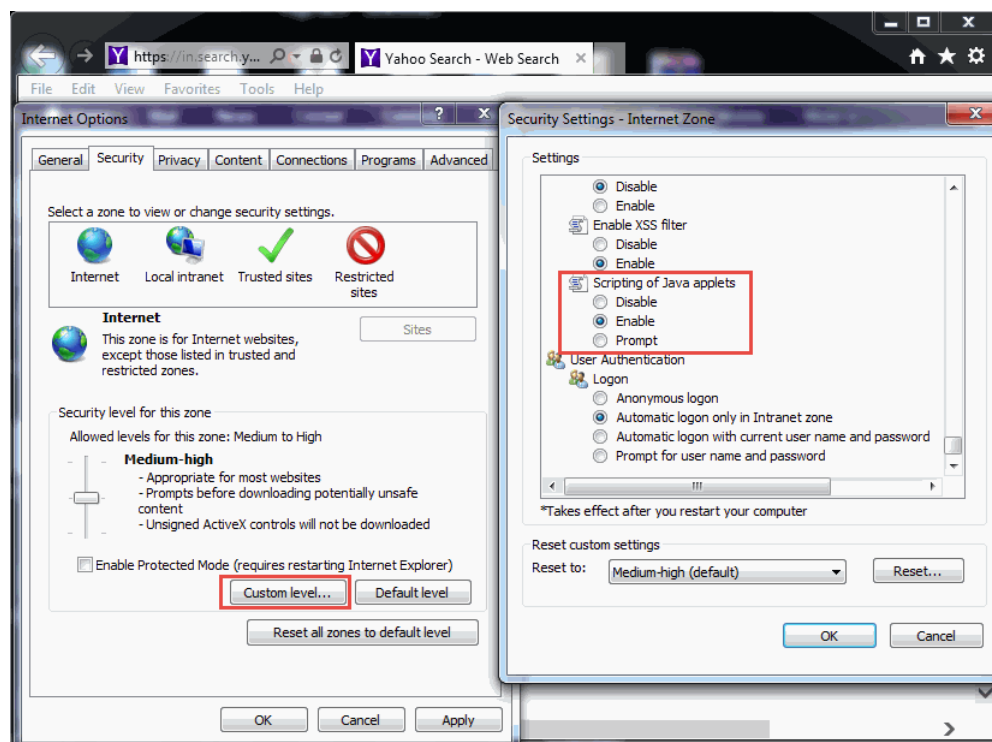 https://in.search.y...
Yahoo Search - Web Search
File Edit View Favorites Tools Help
Internet Options
General Security Privacy Content Connections Programs Advanced
Select a zone to view or change security settings.
Internet Local intranet Trusted sites Restricted sites
Internet
Sites
This zone is for Internet websites,
except those listed in trusted and
restricted zones.
Security level for this zone
Allowed levels for this zone: Medium to High
Medium-high
- Appropriate for most websites
- Prompts before downloading potentially unsafe
content
- Unsigned ActiveX controls will not be downloaded
Enable Protected Mode (requires restarting Internet Explorer)
Custom level... Default level
Reset all zones to default level
OK Cancel Apply
Security Settings - Internet Zone
Settings
Disable
Enable
Enable XSS filter
Disable
Enable
Scripting of Java applets
Disable
Enable
Prompt
User Authentication
Logon
Anonymous logon
Automatic logon only in Intranet zone
Automatic logon with current user name and password
Prompt for user name and password
*Takes effect after you restart your computer
Reset custom settings
Reset to: Medium-high (default) Reset...
OK Cancel